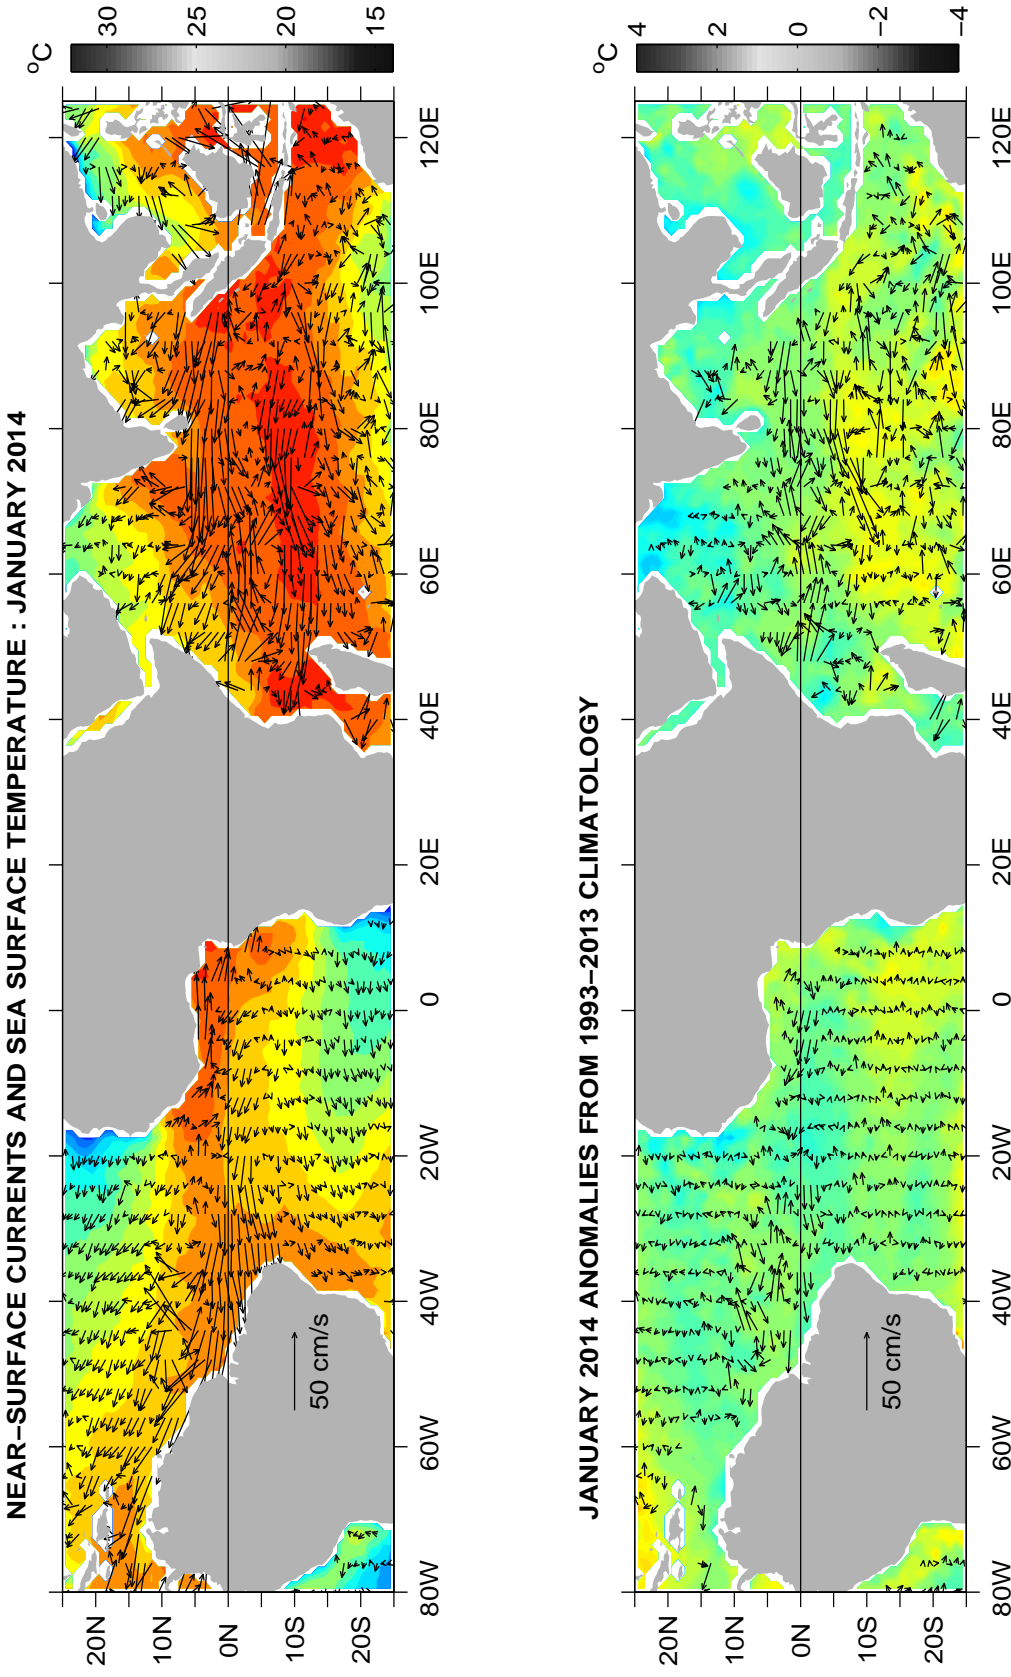 NEAR–SURFACE CURRENTS AND SEA SURFACE TEMPERATURE : JANUARY 2014
°C
30
25
20
15
20N
10N
0N
10S
20S
50 cm/s
80W
60W
40W
20W
0
20E
40E
60E
80E
100E
120E
JANUARY 2014 ANOMALIES FROM 1993–2013 CLIMATOLOGY
°C
4
2
0
−2
−4
20N
10N
0N
10S
20S
50 cm/s
80W
60W
40W
20W
0
20E
40E
60E
80E
100E
120E